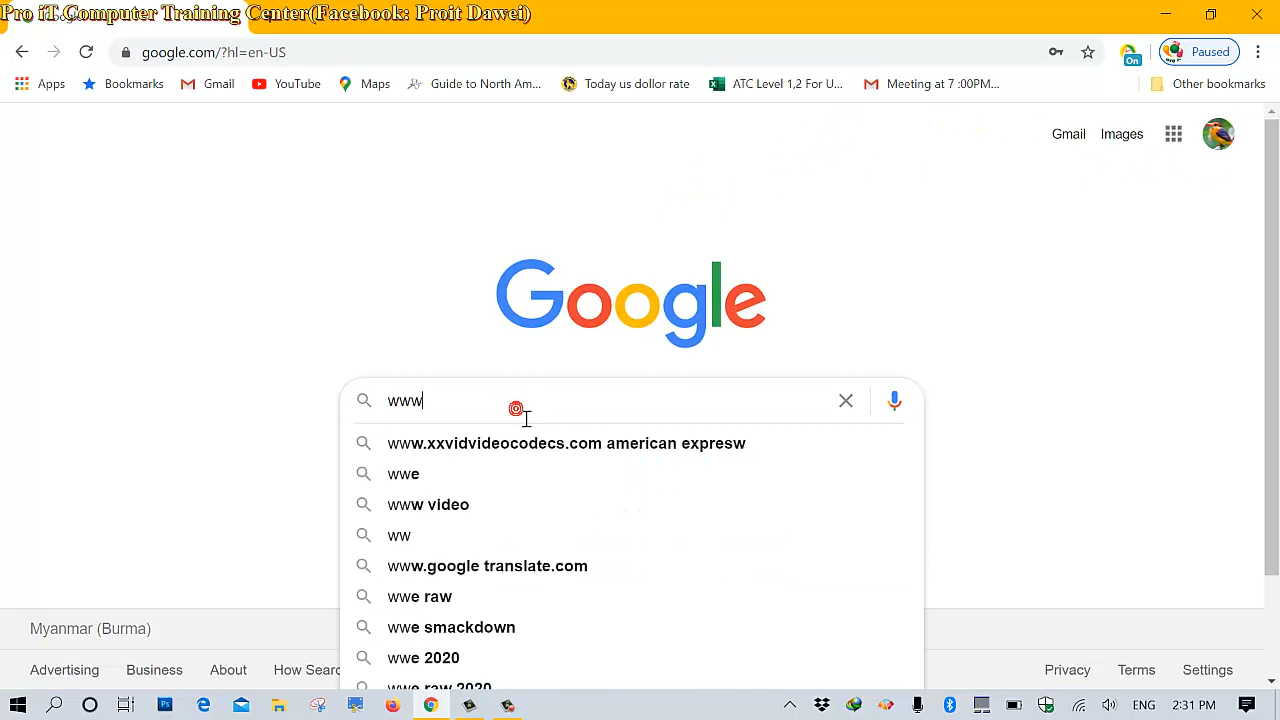 Pro iT Computer Training Center(Facebook: Proit Dawei)
google.com/?hl=en-US
Paused
On
Apps
Bookmarks
Gmail
YouTube
Maps
Guide to North Am...
Today us dollor rate
ATC Level 1,2 For U...
Meeting at 7 :00PM...
Other bookmarks
Gmail
Images
Google
www
www.xxvidvideocodecs.com american expresw
wwe
www video
ww
www.google translate.com
wwe raw
wwe smackdown
wwe 2020
wwe raw 2020
Myanmar (Burma)
Advertising
Business
About
How Searc
Privacy
Terms
Settings
ENG
2:31 PM